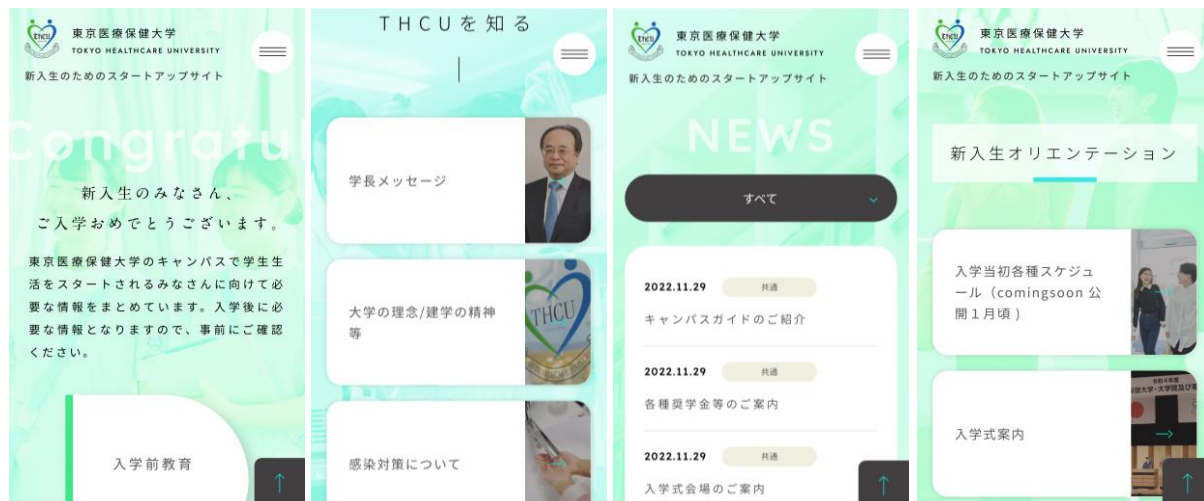 THCU
東京医療保健大学
TOKYO HEALTHCARE UNIVERSITY
新入生のためのスタートアップサイト
Congratul
新入生のみなさん、
ご入学おめでとうございます。
東京医療保健大学のキャンパスで学生生
活をスタートされるみなさんに向けて必
要な情報をまとめています。入学後に必
要な情報となりますので、事前にご確認
ください。
入学前教育
↑
THCUを知る
学長メッセージ
大学の理念/建学の精神
等
THCU
感染対策について
THCU
東京医療保健大学
TOKYO HEALTHCARE UNIVERSITY
新入生のためのスタートアップサイト
NEWS
すべて
2022.11.29 共通
キャンパスガイドのご紹介
2022.11.29 共通
各種奨学金等のご案内
2022.11.29 共通
入学式会場のご案内
↑
THCU
東京医療保健大学
TOKYO HEALTHCARE UNIVERSITY
新入生のためのスタートアップサイト
新入生オリエンテーション
入学当初各種スケジュ
ール（comingsoon 公
開１月頃 )
入学式案内
令和4年度
↑